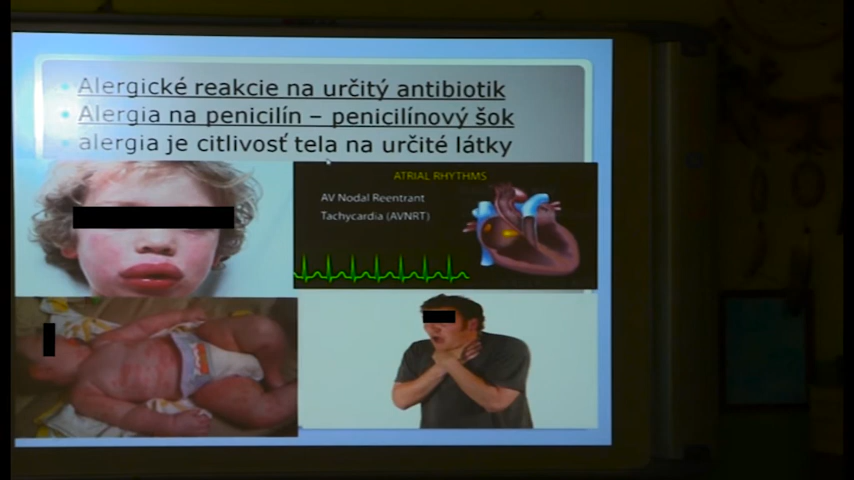 Alergické reakcie na určitý antibiotik
Alergia na penicilín – penicilínový šok
alergia je citlivosť tela na určité látky
ATRIAL RHYTHMS
AV Nodal Reentrant
Tachycardia (AVNRT)